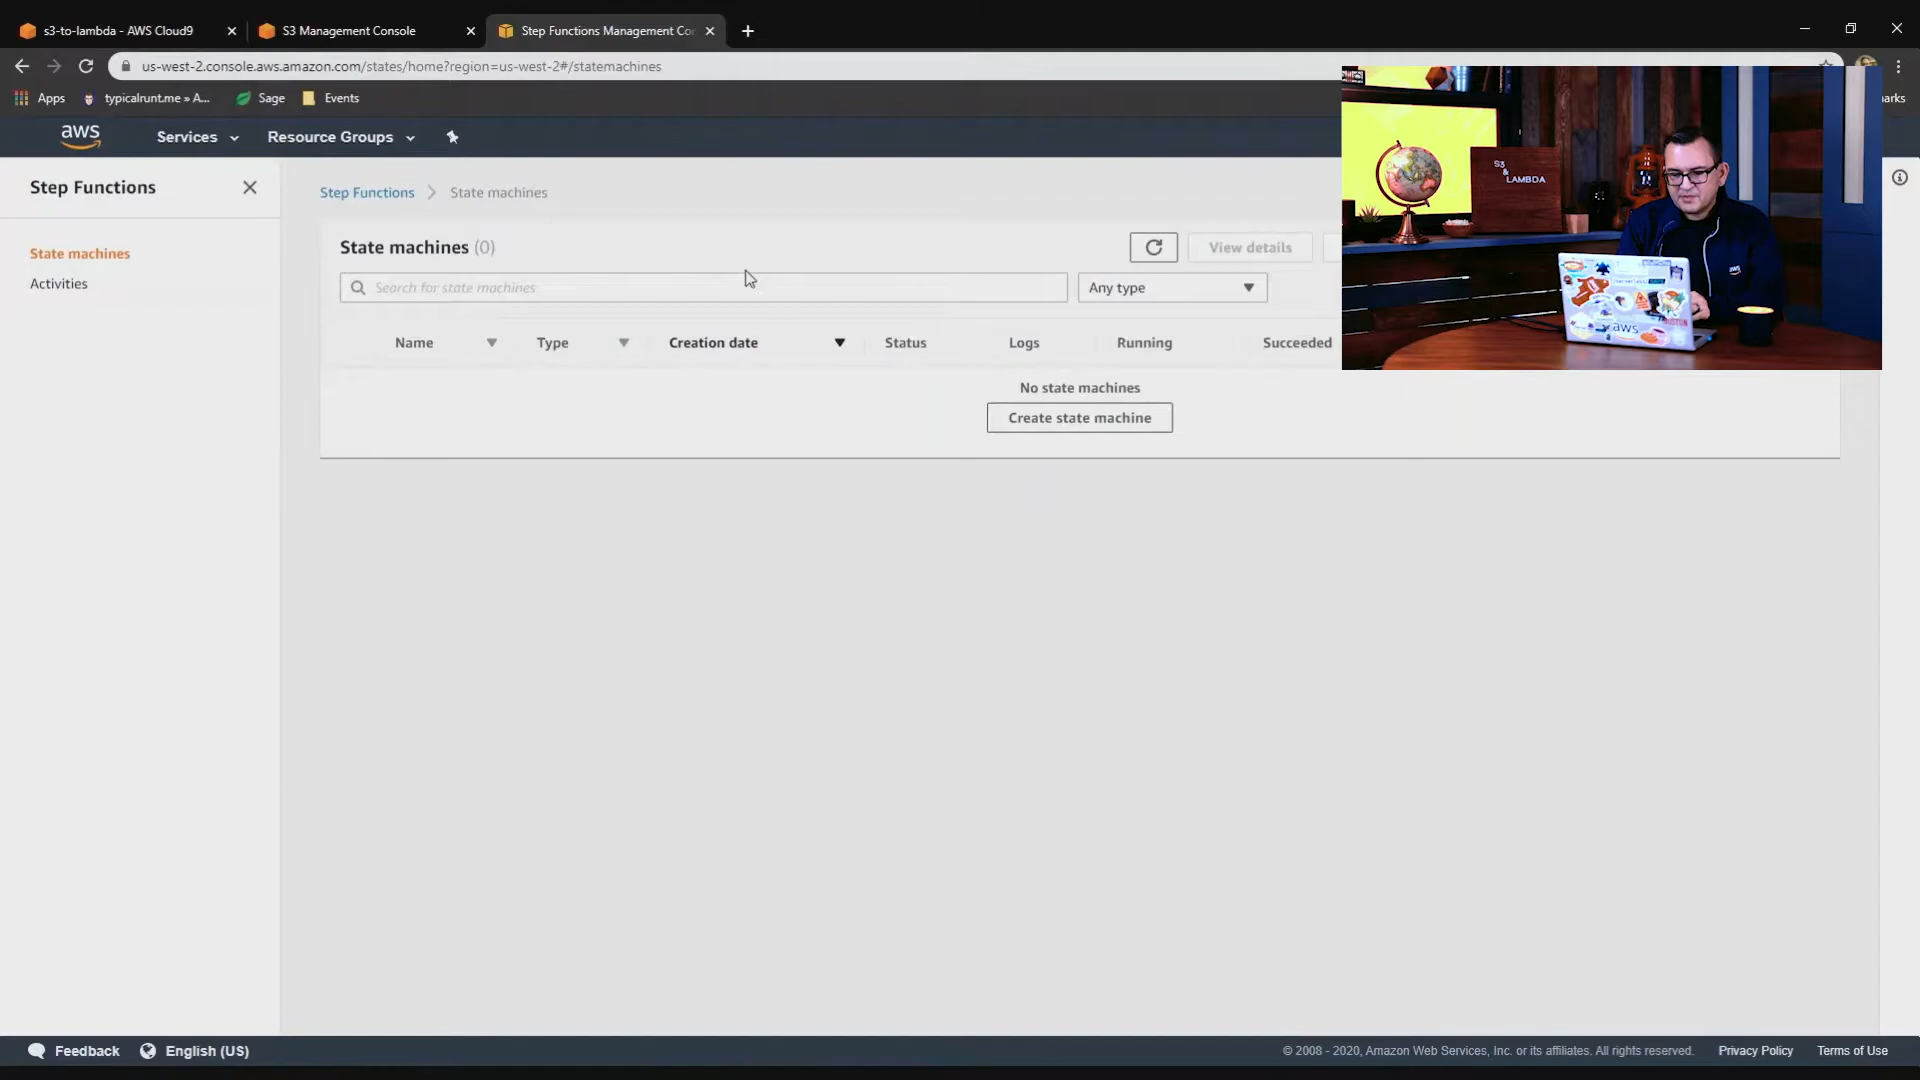 s3-to-lambda - AWS Cloud9
S3 Management Console
Step Functions Management Co
us-west-2.console.aws.amazon.com/states/home?region=us-west-2#/statemachines
Apps
typicalrunt.me » A...
Sage
Events
arks
aws
Services
Resource Groups
Step Functions
State machines
Activities
Step Functions
State machines
State machines (0)
View details
Search for state machines
Any type
Name
Type
Creation date
Status
Logs
Running
Succeeded
No state machines
Create state machine
S3
&
LAMBDA
aws
aws
Feedback
English (US)
© 2008 - 2020, Amazon Web Services, Inc. or its affiliates. All rights reserved.
Privacy Policy
Terms of Use